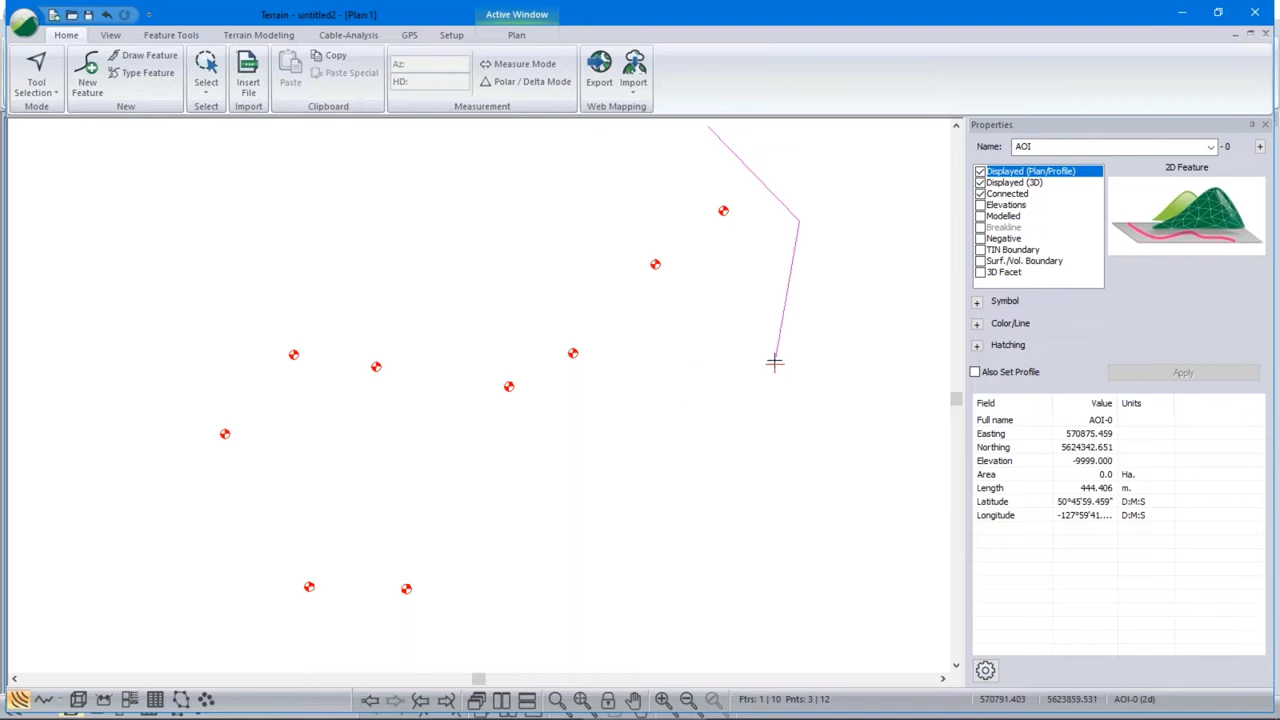 Terrain - untitled2 - [Plan:1]
Active Window
Home View Feature Tools Terrain Modeling Cable-Analysis GPS Setup Plan
Tool Selection
Mode
New Feature
Draw Feature
Type Feature
New
Select
Select
Insert File
Import
Paste
Copy
Paste Special
Clipboard
Az:
HD:
Measure Mode
Polar / Delta Mode
Measurement
Export
Import
Web Mapping
Properties
Name: AOI - 0
Displayed (Plan/Profile)
Displayed (3D)
Connected
Elevations
Modelled
Breakline
Negative
TIN Boundary
Surf./Vol. Boundary
3D Facet
2D Feature
Symbol
Color/Line
Hatching
Also Set Profile
Apply
Field Value Units
Full name AOI-0
Easting 570875.459
Northing 5624342.651
Elevation -9999.000
Area 0.0 Ha.
Length 444.406 m.
Latitude 50°45'59.459" D:M:S
Longitude -127°59'41.... D:M:S
Ftrs: 1 | 10 Pnts: 3 | 12
570791.403 5623859.531 AOI-0 (2d)